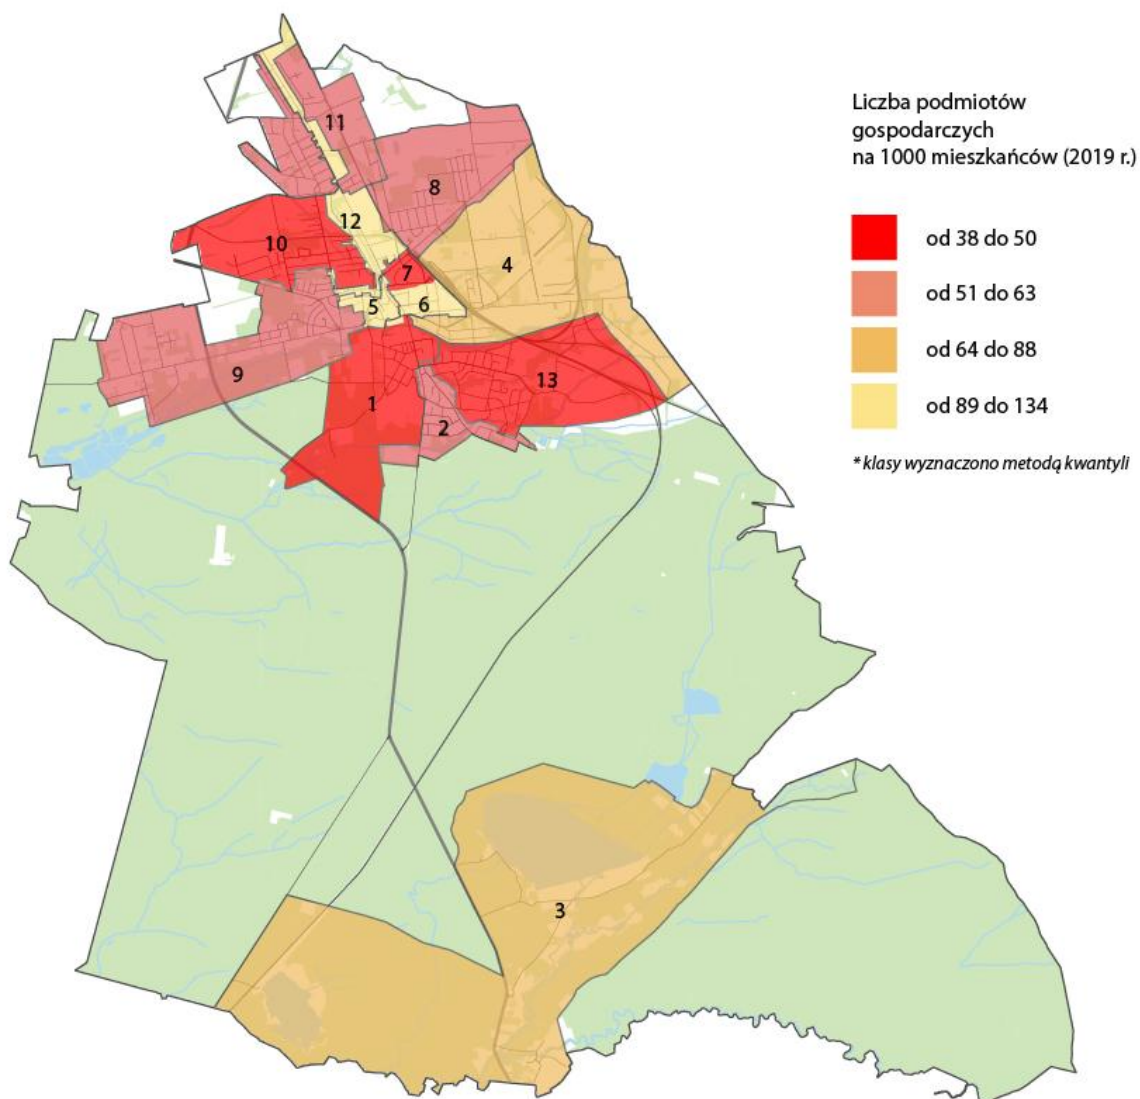 Liczba podmiotów
gospodarczych
na 1000 mieszkańców (2019 r.)
od 38 do 50
od 51 do 63
od 64 do 88
od 89 do 134
* klasy wyznaczono metodą kwantyli
11
8
12
10
4
7
5
6
9
13
1
2
3